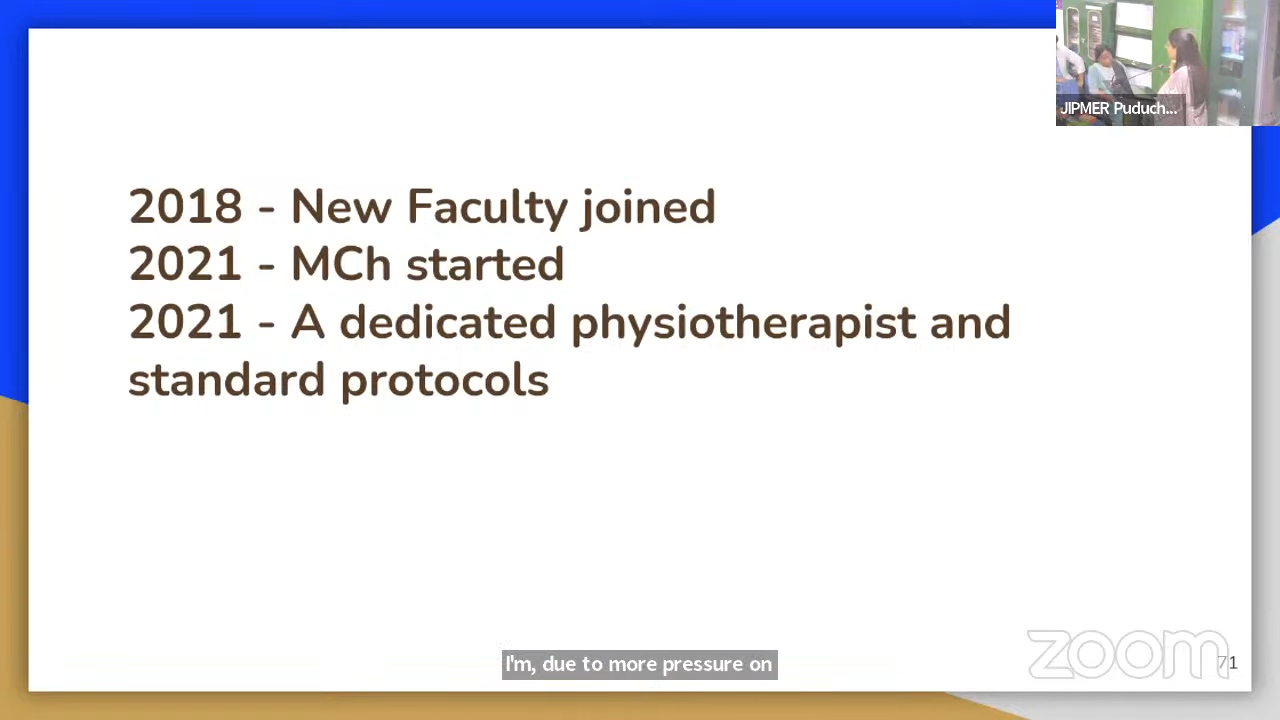 JIPMER Puduch...
2018 - New Faculty joined
2021 - MCh started
2021 - A dedicated physiotherapist and
standard protocols
I'm, due to more pressure on
zoom
71